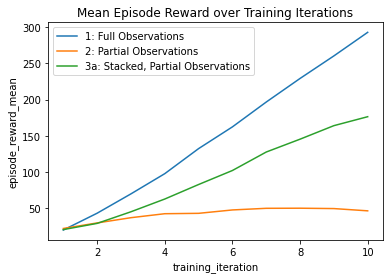 Mean Episode Reward over Training Iterations
1: Full Observations
2: Partial Observations
3a: Stacked, Partial Observations
episode_reward_mean
300
250
200
150
100
50
2 4 6 8 10
training_iteration